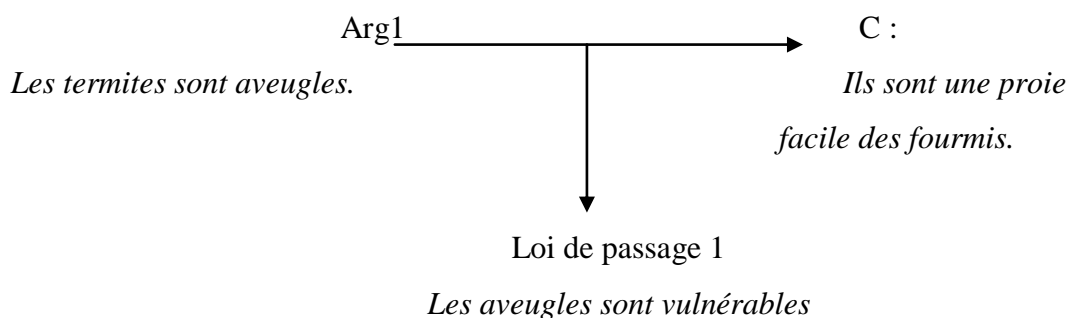 Arg1 C :
Les termites sont aveugles. Ils sont une proie
facile des fourmis.
Loi de passage 1
Les aveugles sont vulnérables